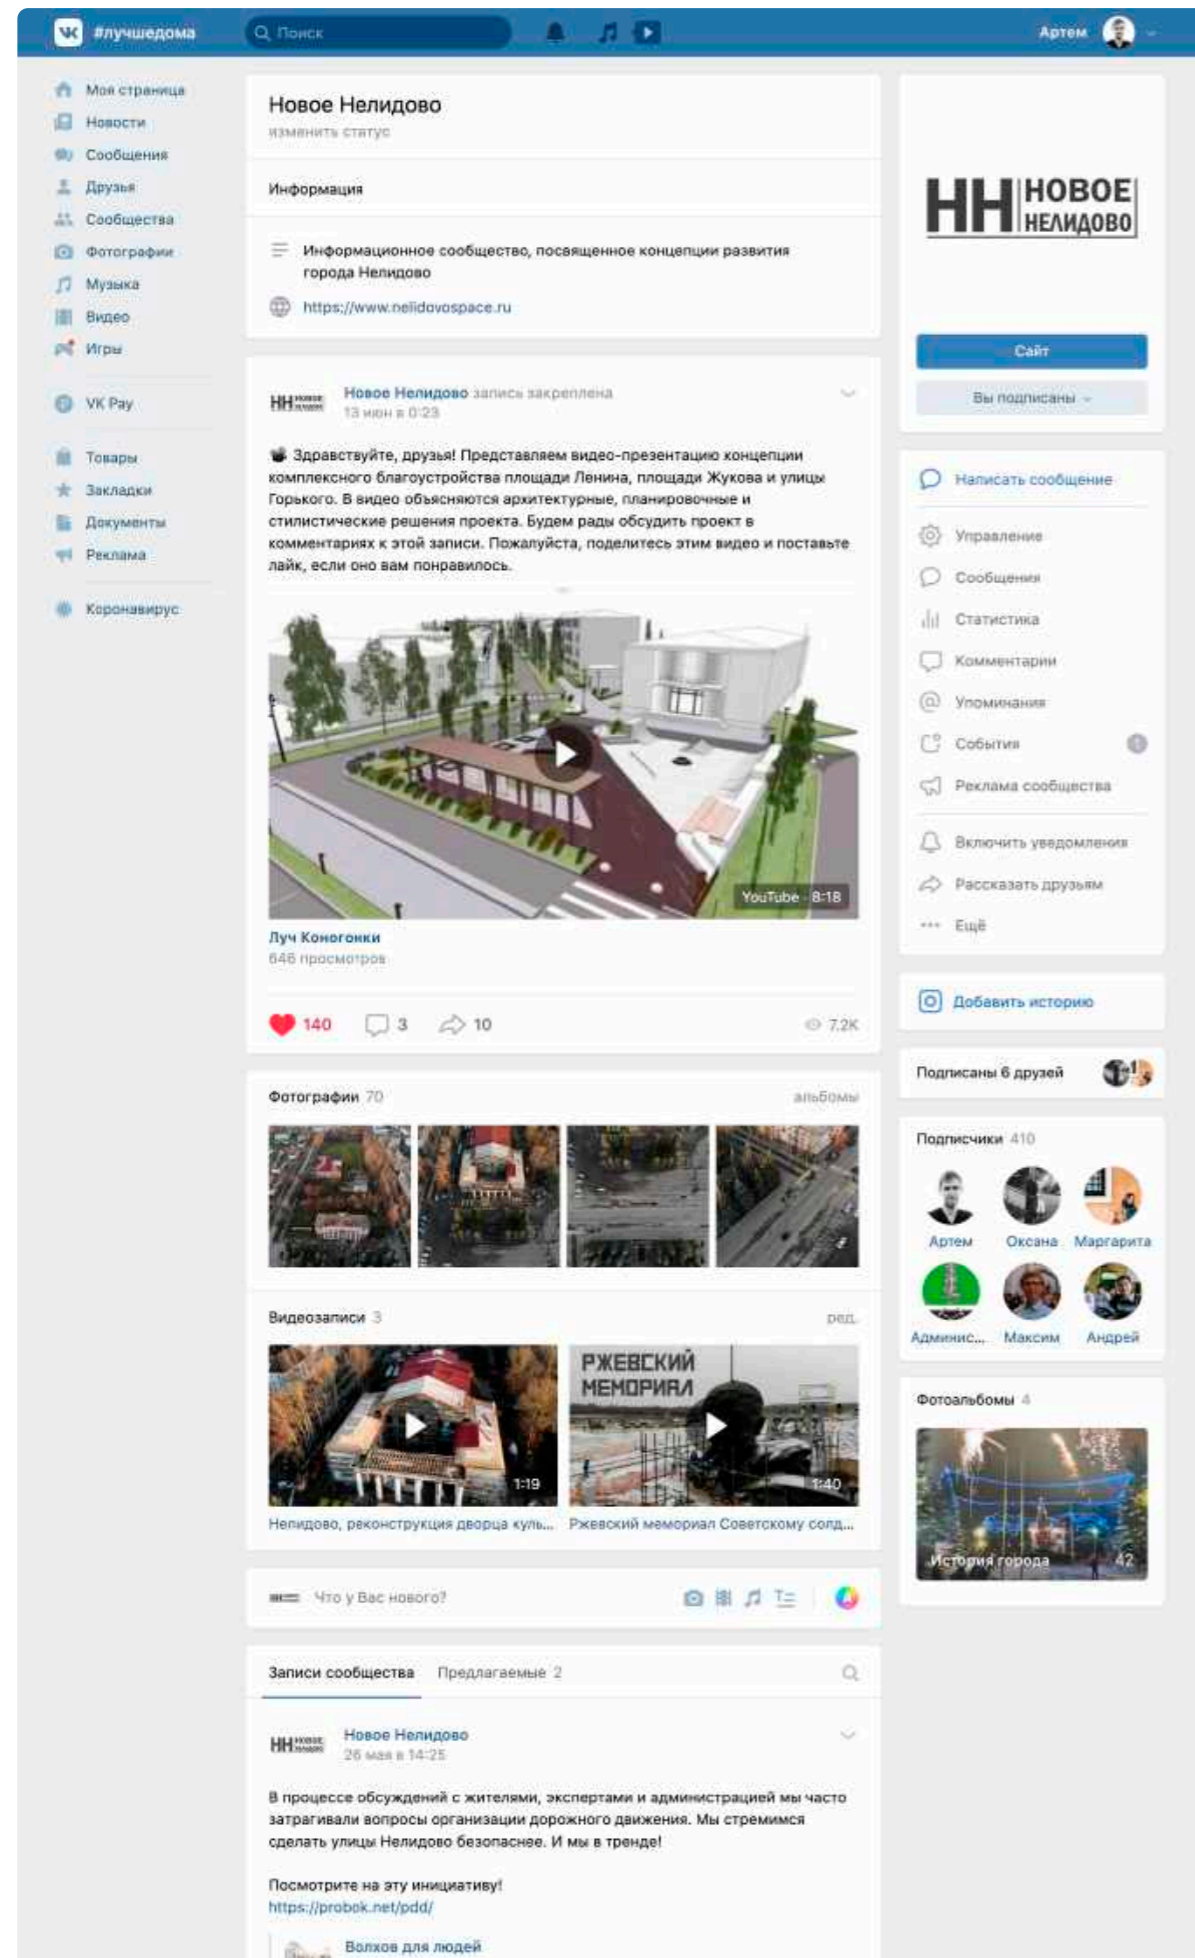 #лучшедома
Поиск
Артем
Моя страница
Новости
Сообщения
Друзья
Сообщества
Фотографии
Музыка
Видео
Игры
VK Pay
Товары
Закладки
Документы
Реклама
Коронавирус
Новое Нелидово
изменить статус
Информация
Информационное сообщество, посвященное концепции развития
города Нелидово
https://www.nelidovospace.ru
НН НОВОЕ НЕЛИДОВО
Новое Нелидово запись закреплена
13 июн в 0:23
Здравствуйте, друзья! Представляем видео-презентацию концепции
комплексного благоустройства площади Ленина, площади Жукова и улицы
Горького. В видео объясняются архитектурные, планировочные и
стилистические решения проекта. Будем рады обсудить проект в
комментариях к этой записи. Пожалуйста, поделитесь этим видео и поставьте
лайк, если оно вам понравилось.
YouTube · 8:18
Луч Коногонки
646 просмотров
140 3 10 7.2K
Фотографии 70 альбомы
Видеозаписи 3 ред.
РЖЕВСКИЙ
МЕМОРИАЛ
1:19
1:40
Нелидово, реконструкция дворца куль...
Ржевский мемориал Советскому солд...
Что у Вас нового?
Записи сообщества Предлагаемые 2
НН НОВОЕ
Новое Нелидово
26 мая в 14:25
В процессе обсуждений с жителями, экспертами и администрацией мы часто
затрагивали вопросы организации дорожного движения. Мы стремимся
сделать улицы Нелидово безопаснее. И мы в тренде!
Посмотрите на эту инициативу!
https://probok.net/pdd/
Волхов для людей
НН НОВОЕ
НЕЛИДОВО
Сайт
Вы подписаны
Написать сообщение
Управление
Сообщения
Статистика
Комментарии
Упоминания
События
Реклама сообщества
Включить уведомления
Рассказать друзьям
Ещё
Добавить историю
Подписаны 6 друзей
Подписчики 410
Артем Оксана Маргарита
Админис... Максим Андрей
Фотоальбомы 4
История города 42